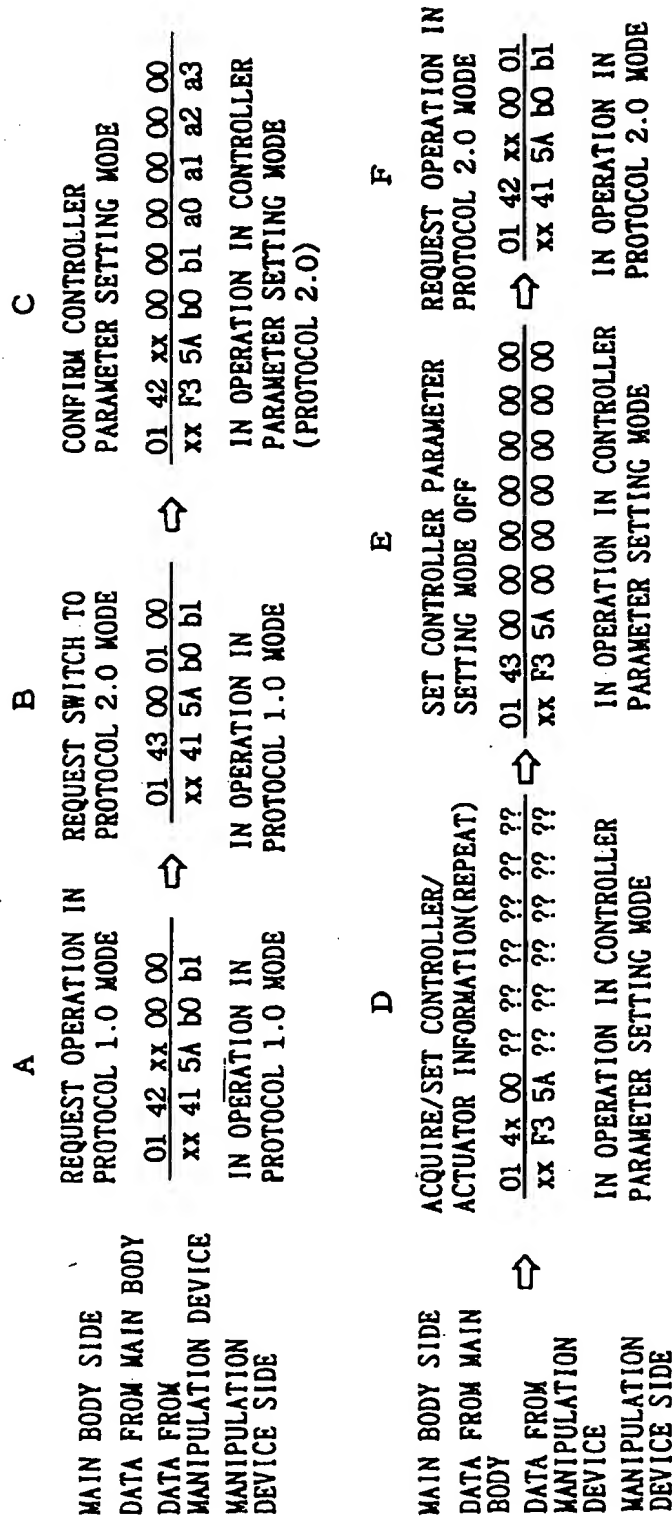 A
B
C
MAIN BODY SIDE
REQUEST OPERATION IN
PROTOCOL 1.0 MODE
REQUEST SWITCH TO
PROTOCOL 2.0 MODE
CONFIRM CONTROLLER
PARAMETER SETTING MODE
DATA FROM MAIN BODY
01 42 xx 00 00
01 43 00 01 00
01 42 xx 00 00 00 00 00 00
DATA FROM
MANIPULATION DEVICE
xx 41 5A b0 b1
xx 41 5A b0 b1
xx F3 5A b0 b1 a0 a1 a2 a3
MANIPULATION
DEVICE SIDE
IN OPERATION IN
PROTOCOL 1.0 MODE
IN OPERATION IN
PROTOCOL 1.0 MODE
IN OPERATION IN CONTROLLER
PARAMETER SETTING MODE
(PROTOCOL 2.0)
D
E
F
MAIN BODY SIDE
ACQUIRE/SET CONTROLLER/
ACTUATOR INFORMATION(REPEAT)
SET CONTROLLER PARAMETER
SETTING MODE OFF
REQUEST OPERATION IN
PROTOCOL 2.0 MODE
DATA FROM MAIN
BODY
01 4x 00 ?? ?? ?? ?? ?? ??
01 43 00 00 00 00 00 00 00
01 42 xx 00 01
DATA FROM
MANIPULATION
DEVICE
xx F3 5A ?? ?? ?? ?? ?? ??
xx F3 5A 00 00 00 00 00 00
xx 41 5A b0 b1
MANIPULATION
DEVICE SIDE
IN OPERATION IN CONTROLLER
PARAMETER SETTING MODE
IN OPERATION IN CONTROLLER
PARAMETER SETTING MODE
IN OPERATION IN
PROTOCOL 2.0 MODE